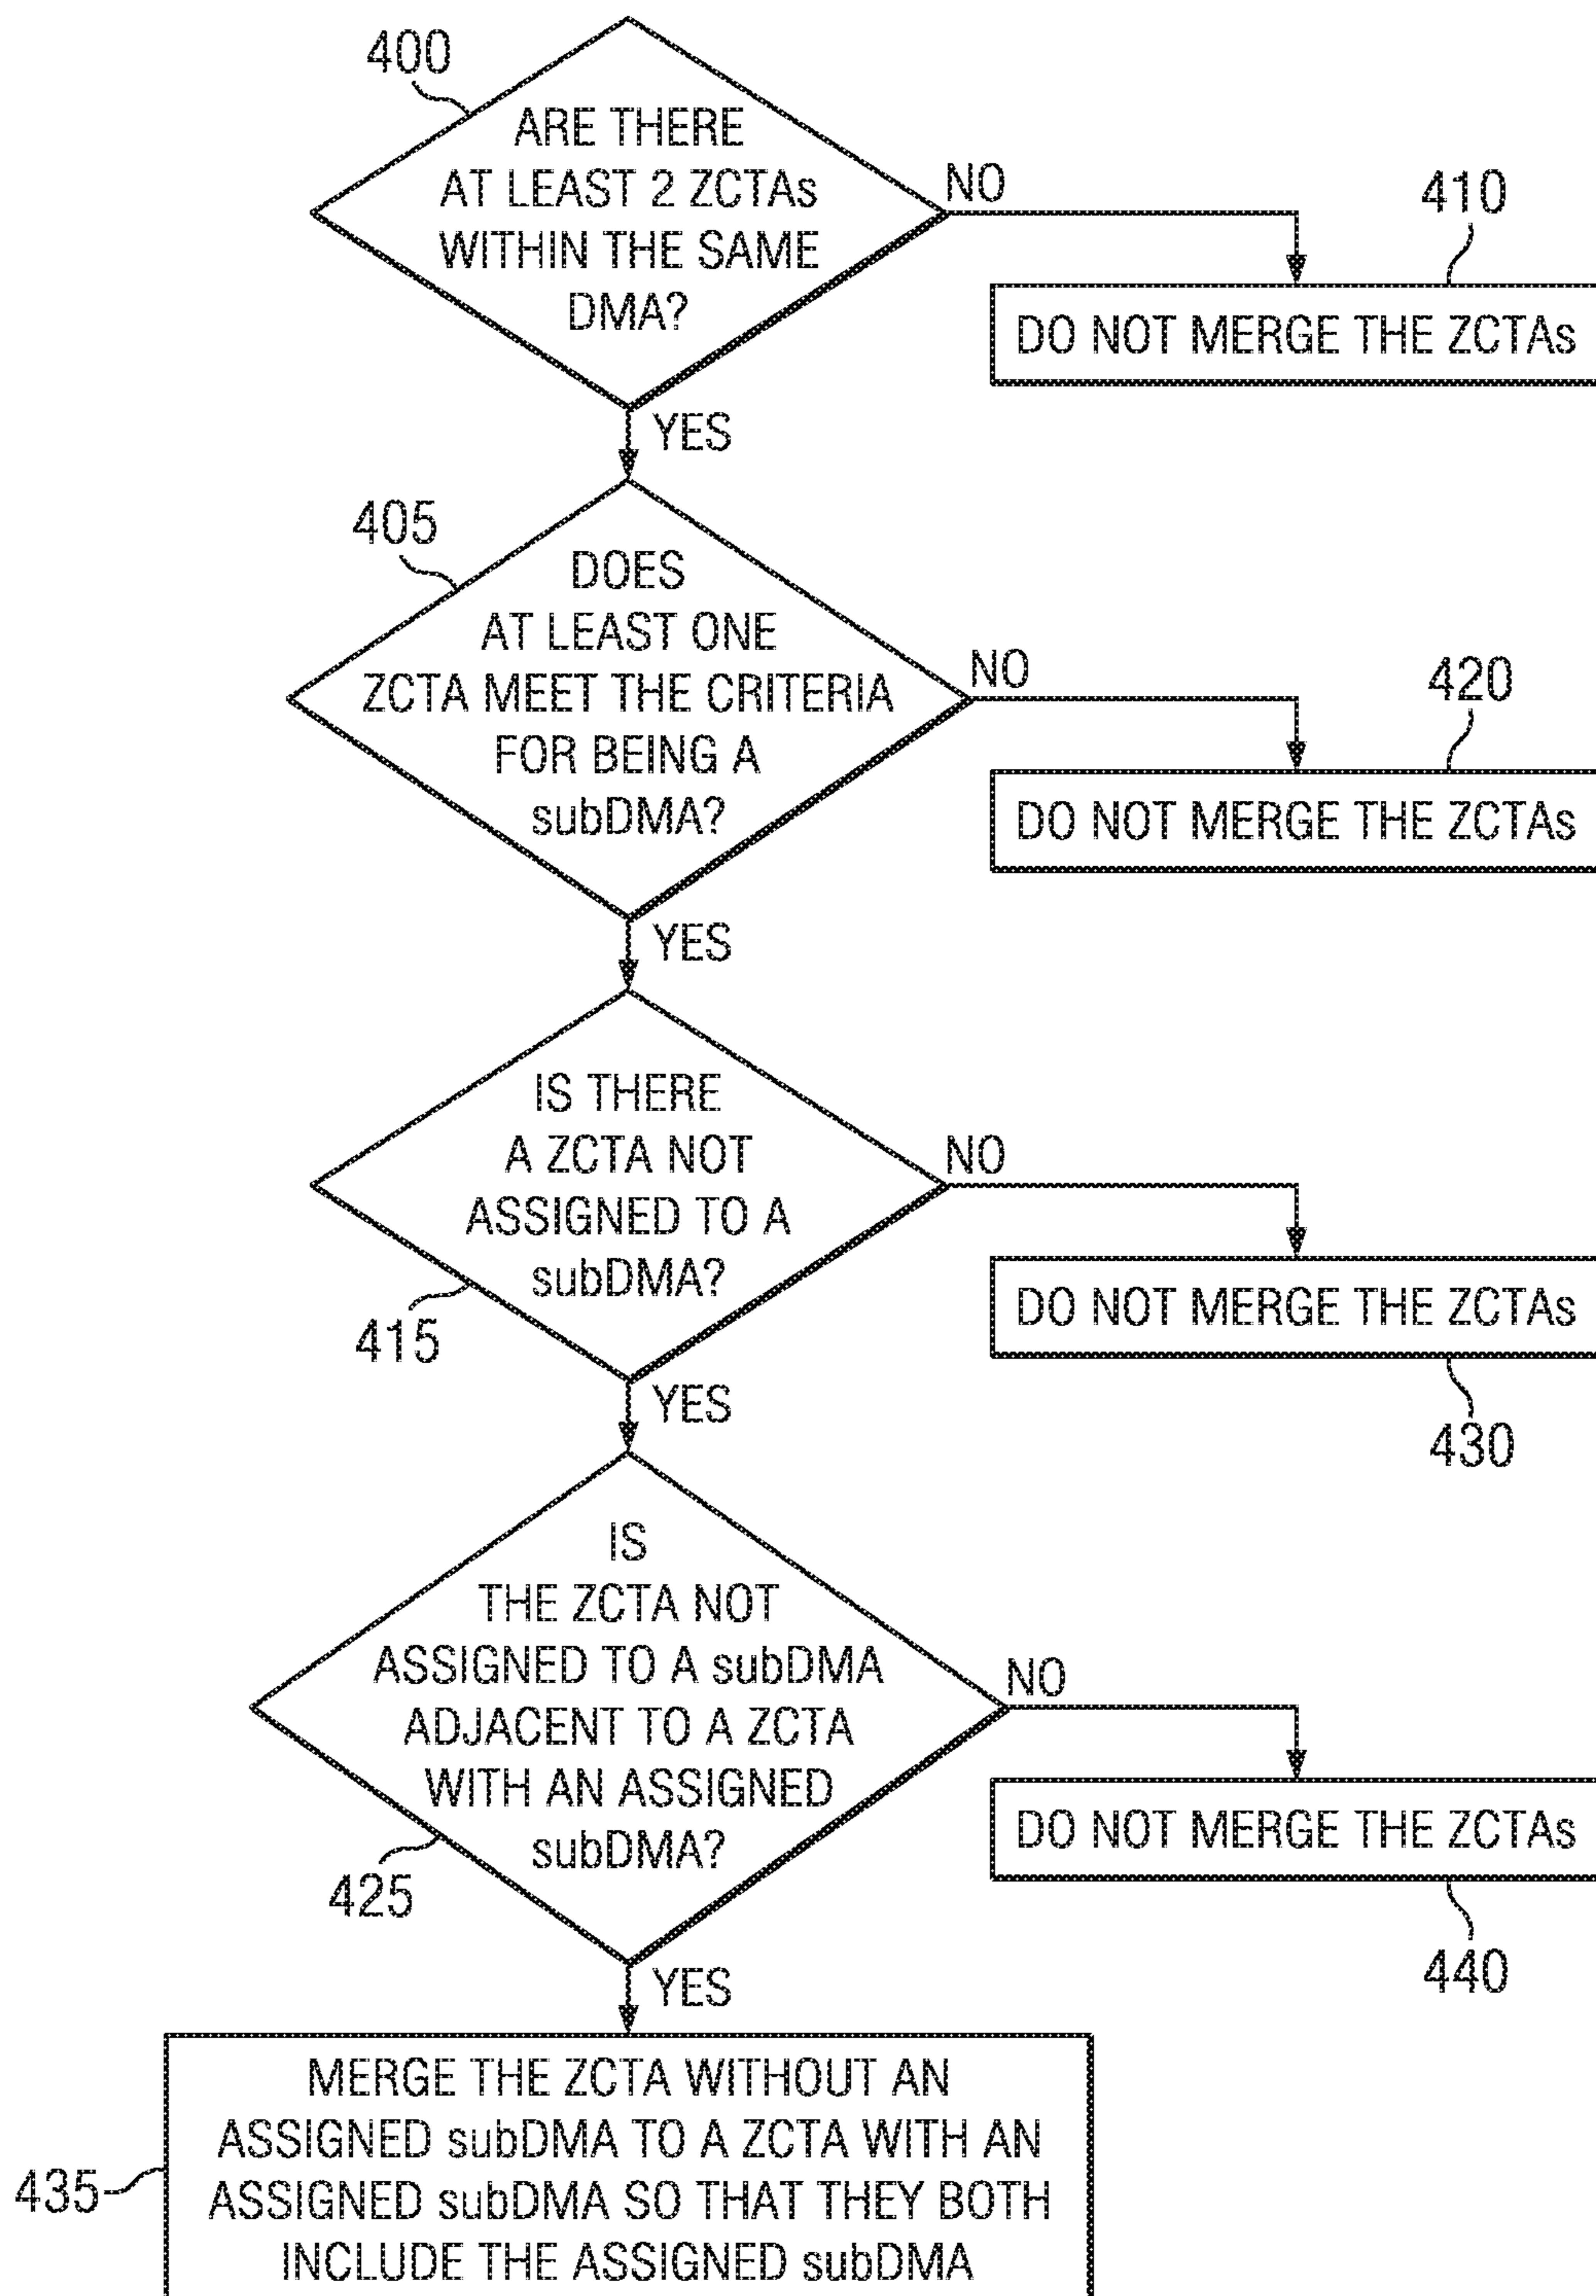 400
ARE THERE
AT LEAST 2 ZCTAs
WITHIN THE SAME
DMA?
NO
410
DO NOT MERGE THE ZCTAs
YES
405
DOES
AT LEAST ONE
ZCTA MEET THE CRITERIA
FOR BEING A
subDMA?
NO
420
DO NOT MERGE THE ZCTAs
YES
IS THERE
A ZCTA NOT
ASSIGNED TO A
subDMA?
415
NO
DO NOT MERGE THE ZCTAs
430
YES
IS
THE ZCTA NOT
ASSIGNED TO A subDMA
ADJACENT TO A ZCTA
WITH AN ASSIGNED
subDMA?
425
NO
DO NOT MERGE THE ZCTAs
440
YES
435
MERGE THE ZCTA WITHOUT AN
ASSIGNED subDMA TO A ZCTA WITH AN
ASSIGNED subDMA SO THAT THEY BOTH
INCLUDE THE ASSIGNED subDMA